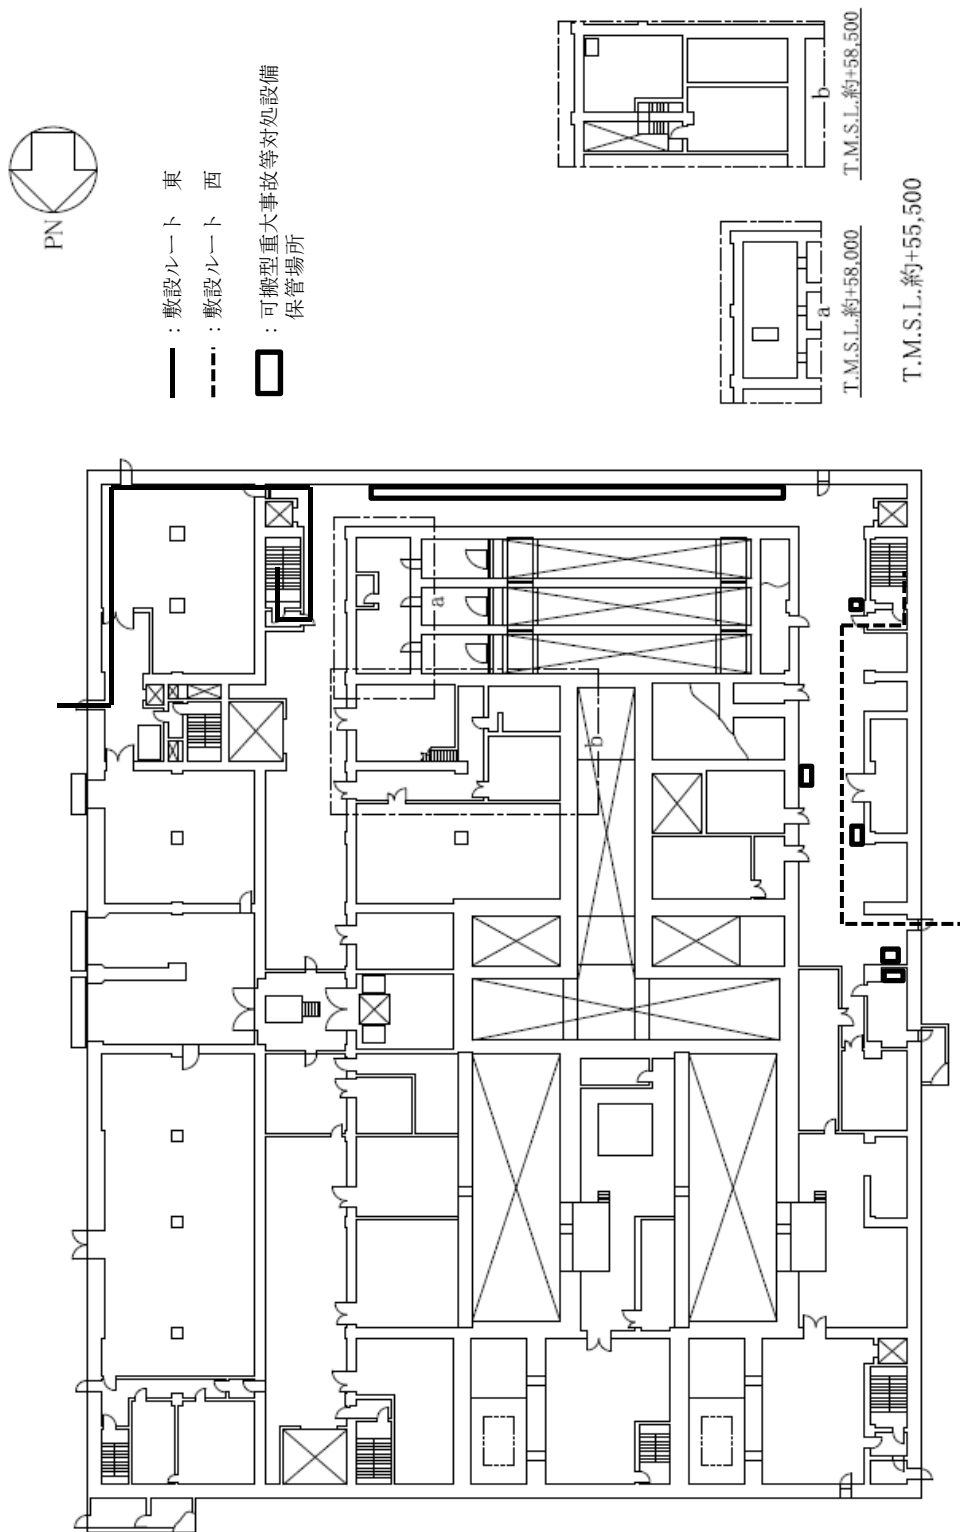 PN
：敷設ルート　東
：敷設ルート　西
：可搬型重大事故等対処設備
保管場所
b
T.M.S.L.約+58,500
a
T.M.S.L.約+58,000
T.M.S.L.約+55,500
a
b